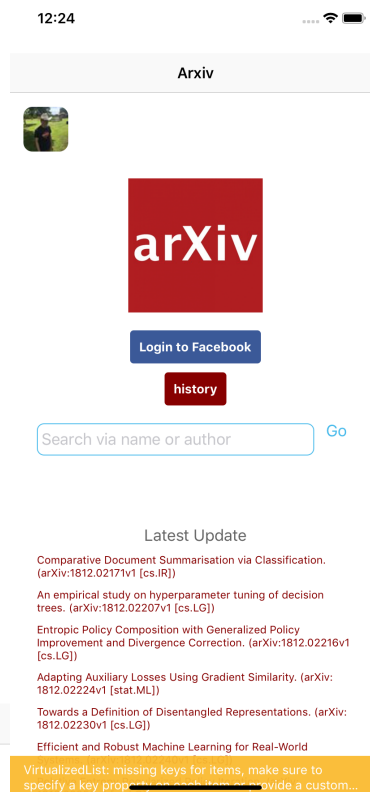 12:24
Arxiv
arXiv
Login to Facebook
history
Search via name or author
Go
Latest Update
Comparative Document Summarisation via Classification.
(arXiv:1812.02171v1 [cs.IR])
An empirical study on hyperparameter tuning of decision
trees. (arXiv:1812.02207v1 [cs.LG])
Entropic Policy Composition with Generalized Policy
Improvement and Divergence Correction. (arXiv:1812.02216v1
[cs.LG])
Adapting Auxiliary Losses Using Gradient Similarity. (arXiv:
1812.02224v1 [stat.ML])
Towards a Definition of Disentangled Representations. (arXiv:
1812.02230v1 [cs.LG])
Efficient and Robust Machine Learning for Real-World
VirtualizedList: missing keys for items, make sure to
specify a key property on each item or provide a custom...